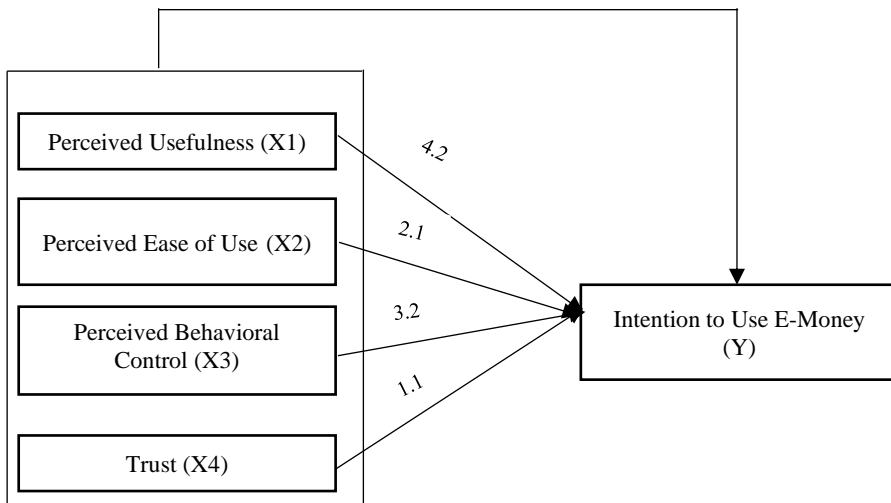 Perceived Usefulness (X1)
4.2
Perceived Ease of Use (X2)
2.1
Perceived Behavioral
Control (X3)
3.2
Trust (X4)
1.1
Intention to Use E-Money
(Y)